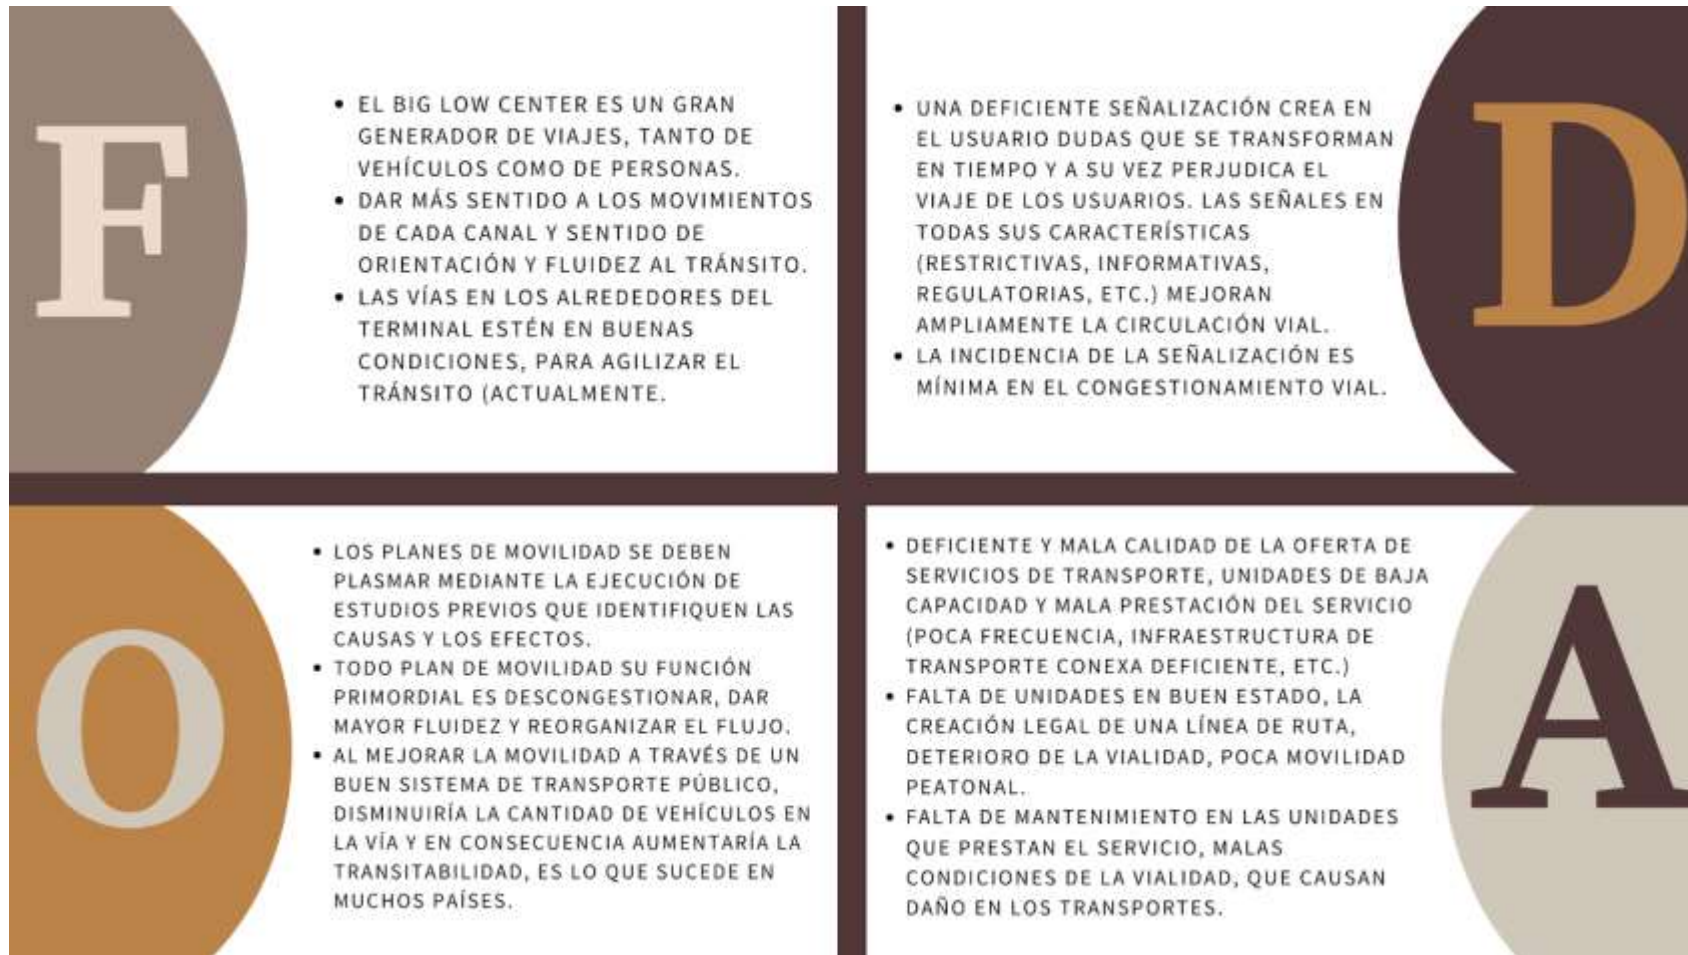 F
• EL BIG LOW CENTER ES UN GRAN
GENERADOR DE VIAJES, TANTO DE
VEHÍCULOS COMO DE PERSONAS.
• DAR MÁS SENTIDO A LOS MOVIMIENTOS
DE CADA CANAL Y SENTIDO DE
ORIENTACIÓN Y FLUIDEZ AL TRÁNSITO.
• LAS VÍAS EN LOS ALREDEDORES DEL
TERMINAL ESTÉN EN BUENAS
CONDICIONES, PARA AGILIZAR EL
TRÁNSITO (ACTUALMENTE.
D
• UNA DEFICIENTE SEÑALIZACIÓN CREA EN
EL USUARIO DUDAS QUE SE TRANSFORMAN
EN TIEMPO Y A SU VEZ PERJUDICA EL
VIAJE DE LOS USUARIOS. LAS SEÑALES EN
TODAS SUS CARACTERÍSTICAS
(RESTRICTIVAS, INFORMATIVAS,
REGULATORIAS, ETC.) MEJORAN
AMPLIAMENTE LA CIRCULACIÓN VIAL.
• LA INCIDENCIA DE LA SEÑALIZACIÓN ES
MÍNIMA EN EL CONGESTIONAMIENTO VIAL.
O
• LOS PLANES DE MOVILIDAD SE DEBEN
PLASMAR MEDIANTE LA EJECUCIÓN DE
ESTUDIOS PREVIOS QUE IDENTIFIQUEN LAS
CAUSAS Y LOS EFECTOS.
• TODO PLAN DE MOVILIDAD SU FUNCIÓN
PRIMORDIAL ES DESCONGESTIONAR, DAR
MAYOR FLUIDEZ Y REORGANIZAR EL FLUJO.
• AL MEJORAR LA MOVILIDAD A TRAVÉS DE UN
BUEN SISTEMA DE TRANSPORTE PÚBLICO,
DISMINUIRÍA LA CANTIDAD DE VEHÍCULOS EN
LA VÍA Y EN CONSECUENCIA AUMENTARÍA LA
TRANSITABILIDAD, ES LO QUE SUCEDE EN
MUCHOS PAÍSES.
A
• DEFICIENTE Y MALA CALIDAD DE LA OFERTA DE
SERVICIOS DE TRANSPORTE, UNIDADES DE BAJA
CAPACIDAD Y MALA PRESTACIÓN DEL SERVICIO
(POCA FRECUENCIA, INFRAESTRUCTURA DE
TRANSPORTE CONEXA DEFICIENTE, ETC.)
• FALTA DE UNIDADES EN BUEN ESTADO, LA
CREACIÓN LEGAL DE UNA LÍNEA DE RUTA,
DETERIORO DE LA VIALIDAD, POCA MOVILIDAD
PEATONAL.
• FALTA DE MANTENIMIENTO EN LAS UNIDADES
QUE PRESTAN EL SERVICIO, MALAS
CONDICIONES DE LA VIALIDAD, QUE CAUSAN
DAÑO EN LOS TRANSPORTES.